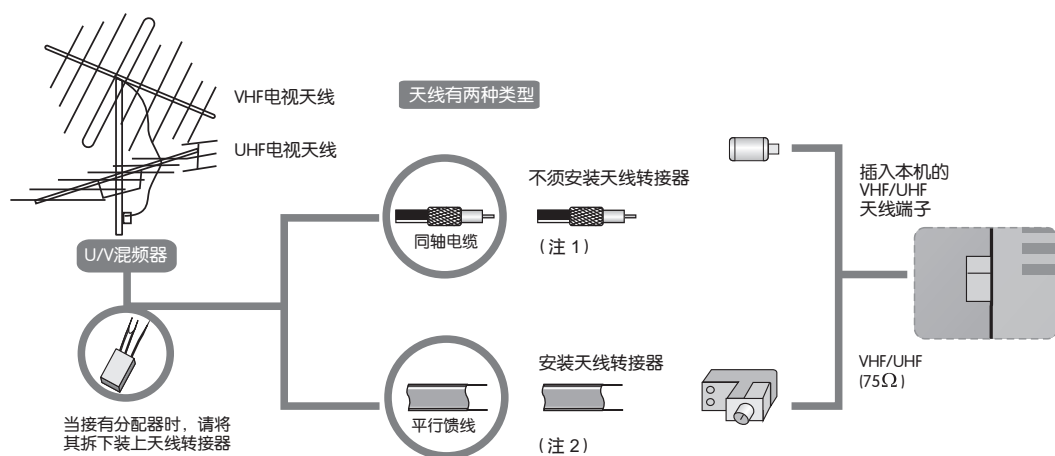 VHF电视天线
天线有两种类型
UHF电视天线
不须安装天线转接器
插入本机的
VHF/UHF
天线端子
同轴电缆
（注 1）
U/V混频器
安装天线转接器
VHF/UHF
(75Ω)
当接有分配器时，请将
其拆下装上天线转接器
平行馈线
（注 2）